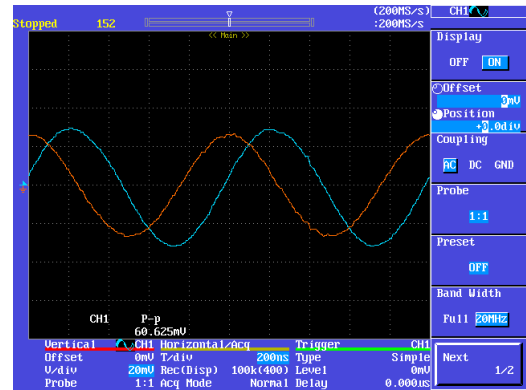 (200MS/s)
CH1
Stopped 152
:200MS/s
<< Main >>
Display
OFF ON
Offset
0mV
Position
+0.0div
Coupling
AC DC GND
Probe
1:1
Preset
OFF
Band Width
Full 20MHz
Next
1/2
CH1 P-p
60.625mV
Vertical CH1 Horizontal/Acq Trigger CH1
Offset 0mV T/div 200ns Type Simple
V/div 20mV Rec(Disp) 100k(400) Level 0mV
Probe 1:1 Acq Mode Normal Delay 0.000µs